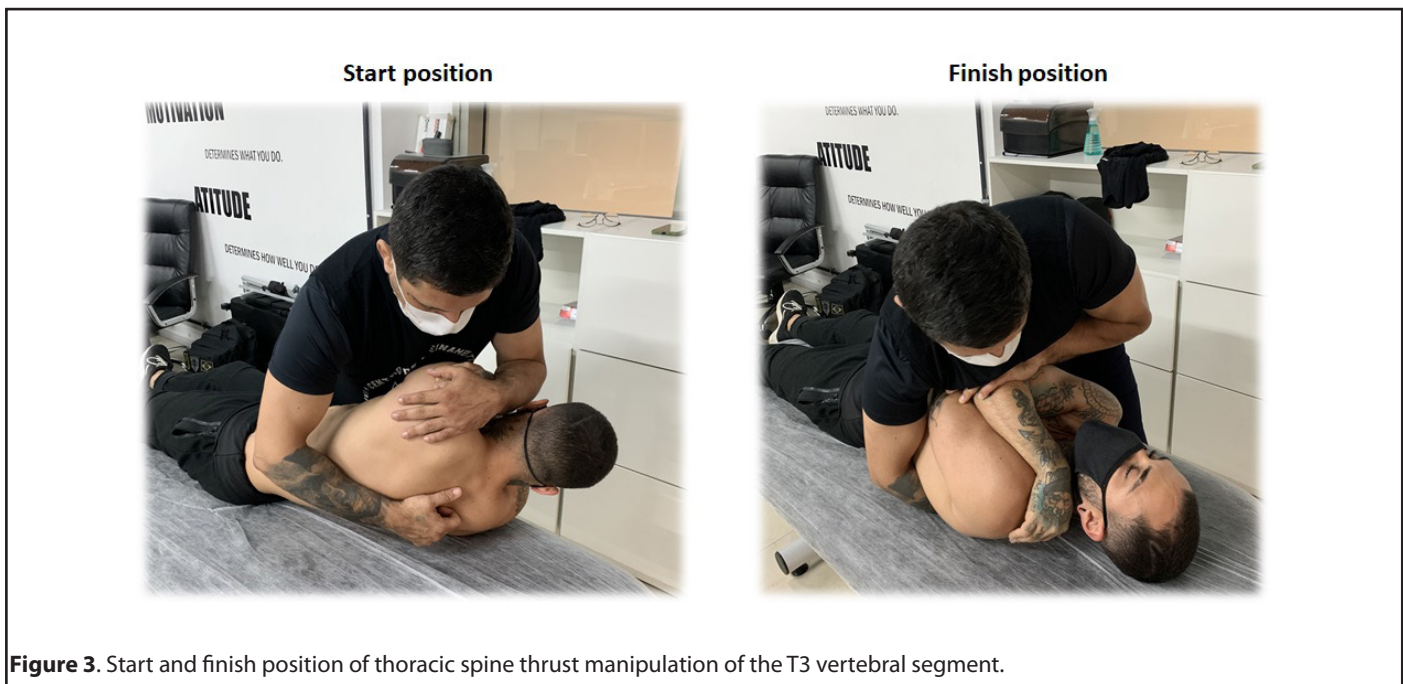 Start position
Finish position
MOTIVATION
DETERMINES WHAT YOU DO.
ATITUDE
DETERMINES HOW WELL YOU DO
DETERMINES WHAT YOU DO.
ATITUDE
DETERMINES HOW WELL YOU
Figure 3. Start and finish position of thoracic spine thrust manipulation of the T3 vertebral segment.